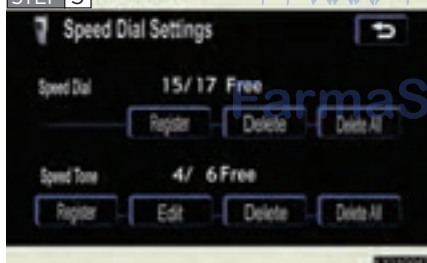 STEP 3
Speed Dial Settings
Speed Dial 15/17 Free
Register Delete Delete All
Speed Tone 4/ 6 Free
Register Edit Delete Delete All
FarmaS